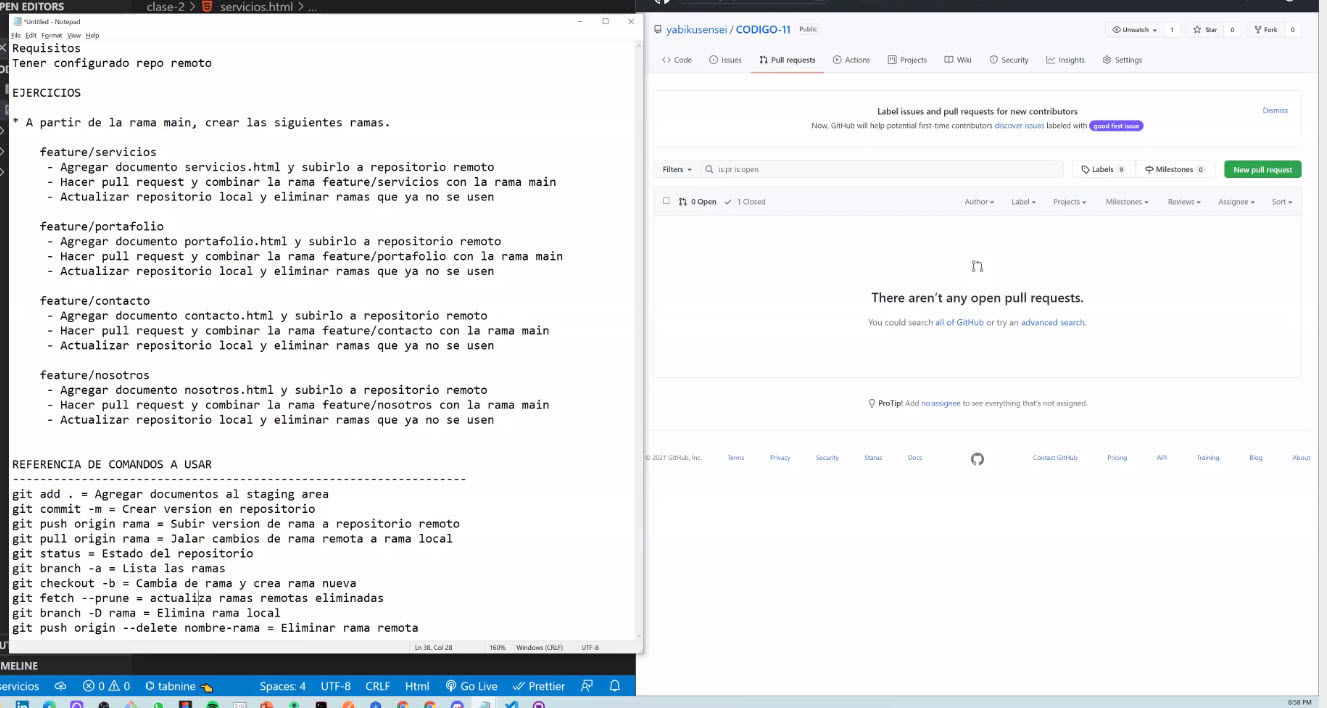 PEN EDITORS
clase-2 > servicios.html > ...
*Untitled - Notepad
File Edit Format View Help
Requisitos
Tener configurado repo remoto
EJERCICIOS
* A partir de la rama main, crear las siguientes ramas.
feature/servicios
- Agregar documento servicios.html y subirlo a repositorio remoto
- Hacer pull request y combinar la rama feature/servicios con la rama main
- Actualizar repositorio local y eliminar ramas que ya no se usen
feature/portafolio
- Agregar documento portafolio.html y subirlo a repositorio remoto
- Hacer pull request y combinar la rama feature/portafolio con la rama main
- Actualizar repositorio local y eliminar ramas que ya no se usen
feature/contacto
- Agregar documento contacto.html y subirlo a repositorio remoto
- Hacer pull request y combinar la rama feature/contacto con la rama main
- Actualizar repositorio local y eliminar ramas que ya no se usen
feature/nosotros
- Agregar documento nosotros.html y subirlo a repositorio remoto
- Hacer pull request y combinar la rama feature/nosotros con la rama main
- Actualizar repositorio local y eliminar ramas que ya no se usen
REFERENCIA DE COMANDOS A USAR
-------------------------------------------------------------------
git add . = Agregar documentos al staging area
git commit -m = Crear version en repositorio
git push origin rama = Subir version de rama a repositorio remoto
git pull origin rama = Jalar cambios de rama remota a rama local
git status = Estado del repositorio
git branch -a = Lista las ramas
git checkout -b = Cambia de rama y crea rama nueva
git fetch --prune = actualiza ramas remotas eliminadas
git branch -D rama = Elimina rama local
git push origin --delete nombre-rama = Eliminar rama remota
Ln 38, Col 28 160% Windows (CRLF) UTF-8
MELINE
servicios 0 0 tabnine Spaces: 4 UTF-8 CRLF Html Go Live Prettier
yabikusensei / CODIGO-11 Public
Unwatch 1 Star 0 Fork 0
Code Issues Pull requests Actions Projects Wiki Security Insights Settings
Label issues and pull requests for new contributors
Dismiss
Now, GitHub will help potential first-time contributors discover issues labeled with good first issue
Filters is:pr is:open Labels 9 Milestones 0 New pull request
0 Open 1 Closed Author Label Projects Milestones Reviews Assignee Sort
There aren't any open pull requests.
You could search all of GitHub or try an advanced search.
ProTip! Add no:assignee to see everything that's not assigned.
© 2021 GitHub, Inc. Terms Privacy Security Status Docs Contact GitHub Pricing API Training Blog About
8:58 PM